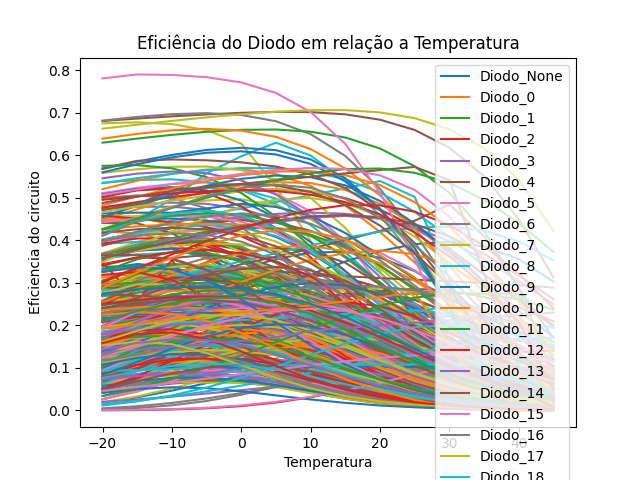 Eficiência do Diodo em relação a Temperatura
0.8
0.7
0.6
0.5
0.4
0.3
0.2
0.1
0.0
Eficiencia do circuito
−20
−10
0
10
20
30
40
Temperatura
Diodo_None
Diodo_0
Diodo_1
Diodo_2
Diodo_3
Diodo_4
Diodo_5
Diodo_6
Diodo_7
Diodo_8
Diodo_9
Diodo_10
Diodo_11
Diodo_12
Diodo_13
Diodo_14
Diodo_15
Diodo_16
Diodo_17
Diodo_18